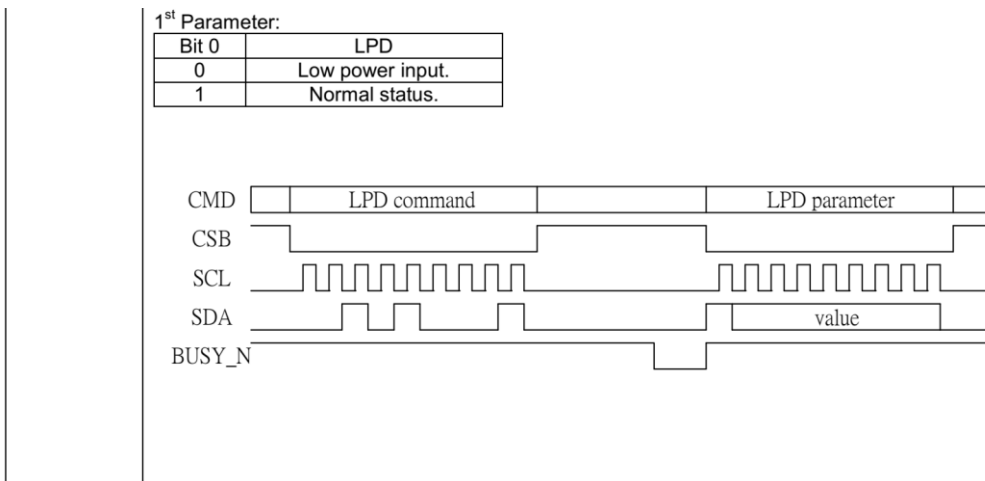 1st Parameter:
Bit 0 LPD
0 Low power input.
1 Normal status.
CMD LPD command LPD parameter
CSB
SCL
SDA value
BUSY_N